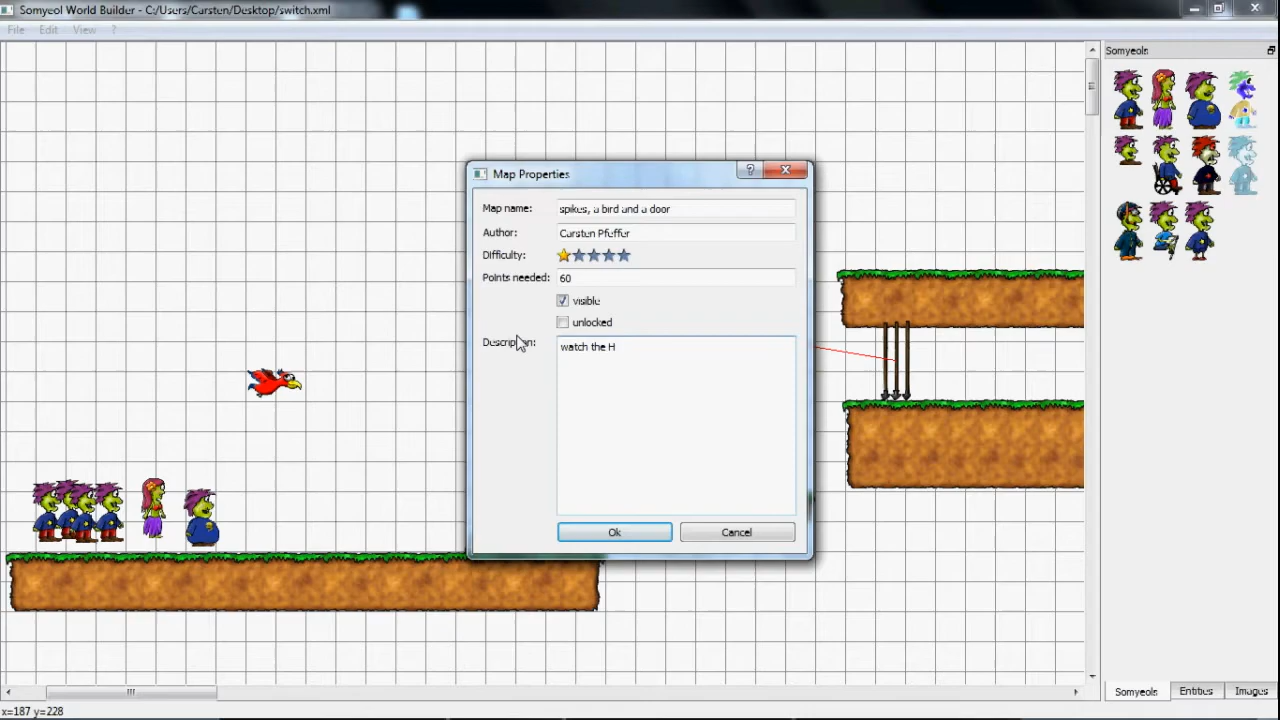 Somyeol World Builder - C:/Users/Carsten/Desktop/switch.xml
File Edit View ?
Somyeols
Map Properties
Map name: spikes, a bird and a door
Author: Carsten Pfeffer
Difficulty:
Points needed: 60
visible
unlocked
Description: watch the H
Ok Cancel
Somyeols Entities Images
x=187 y=228